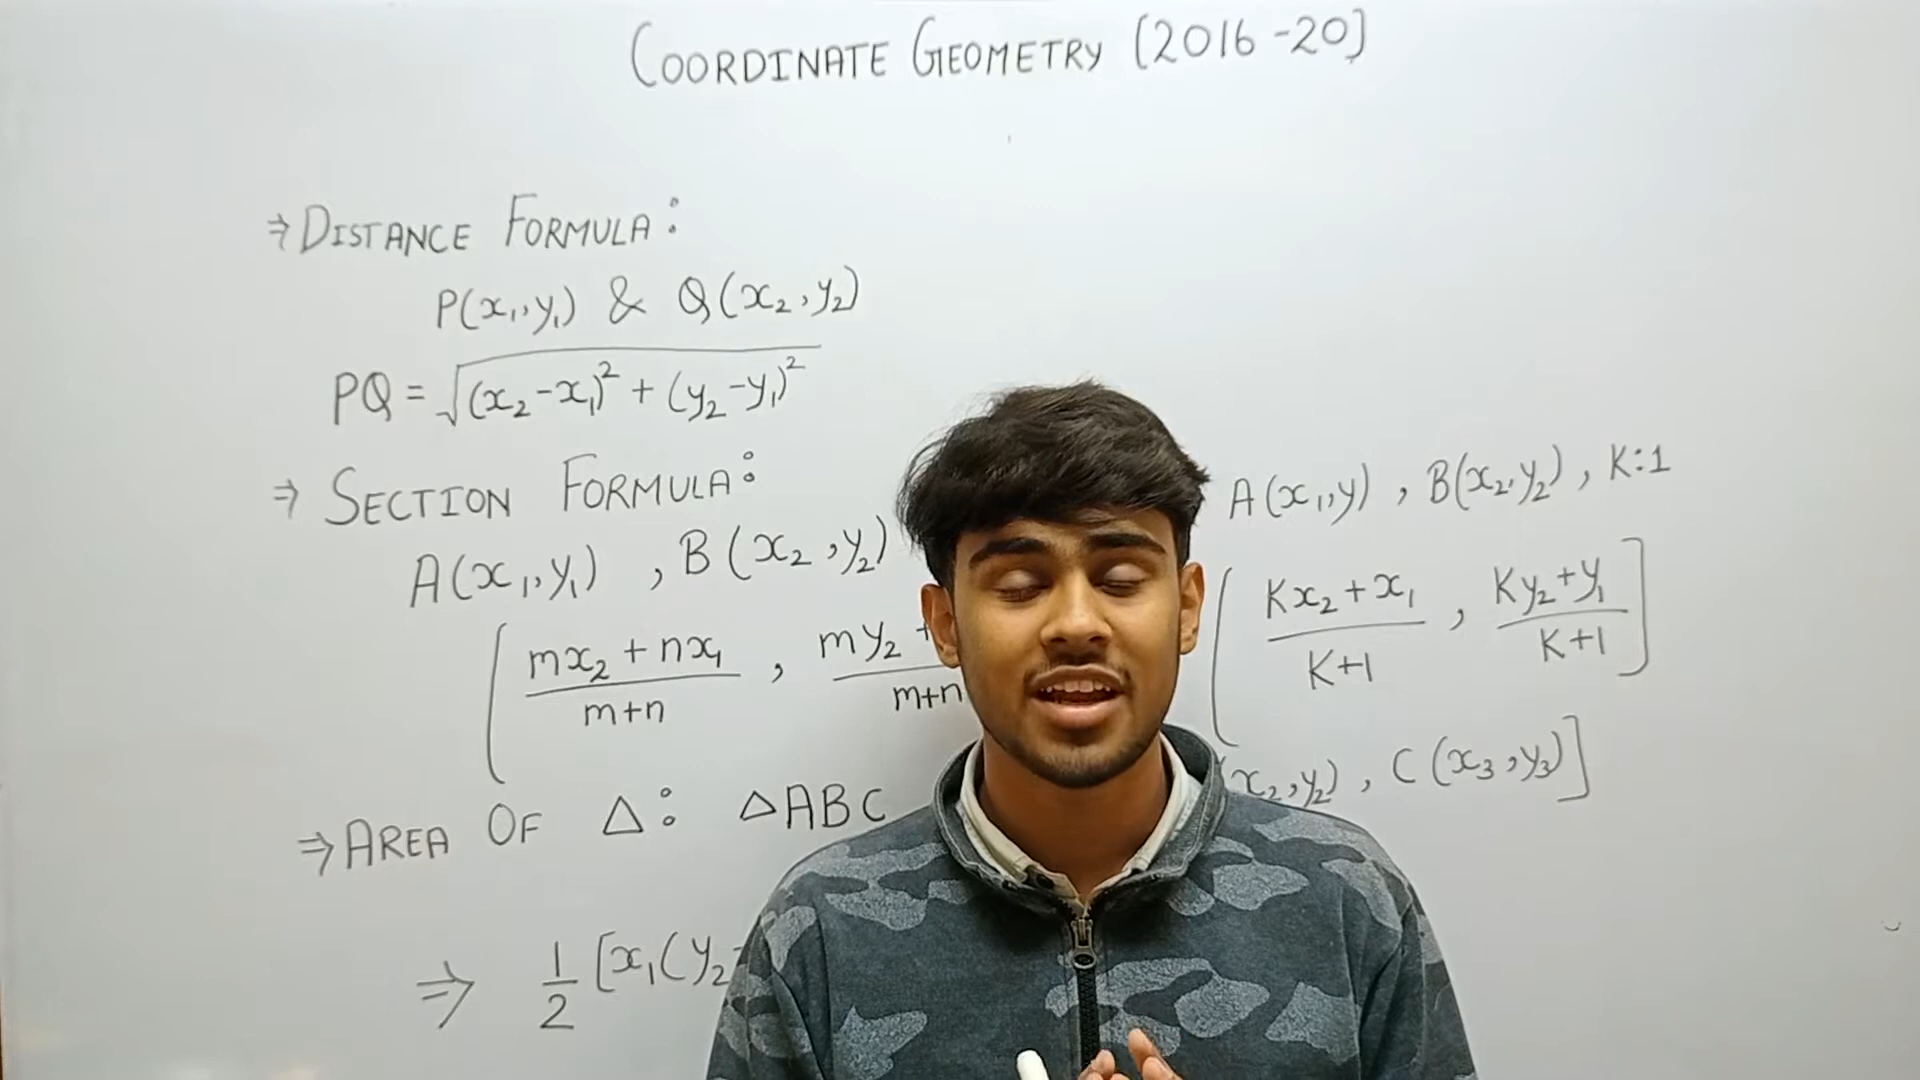 COORDINATE GEOMETRY (2016-20]
⇒ DISTANCE FORMULA:
P(x₁,y₁) & Q(x₂,y₂)
PQ = √(x₂-x₁)² + (y₂-y₁)²
⇒ SECTION FORMULA:
A(x₁,y₁) , B(x₂,y₂)
[mx₂+nx₁/m+n , my₂+ /m+n
A(x₁,y) , B(x₂,y₂) , K:1
[Kx₂+x₁/K+1 , Ky₂+y₁/K+1]
⇒ AREA OF △: △ABC (x₂,y₂), C(x₃,y₃)]
⇒ 1/2 [x₁(y₂-